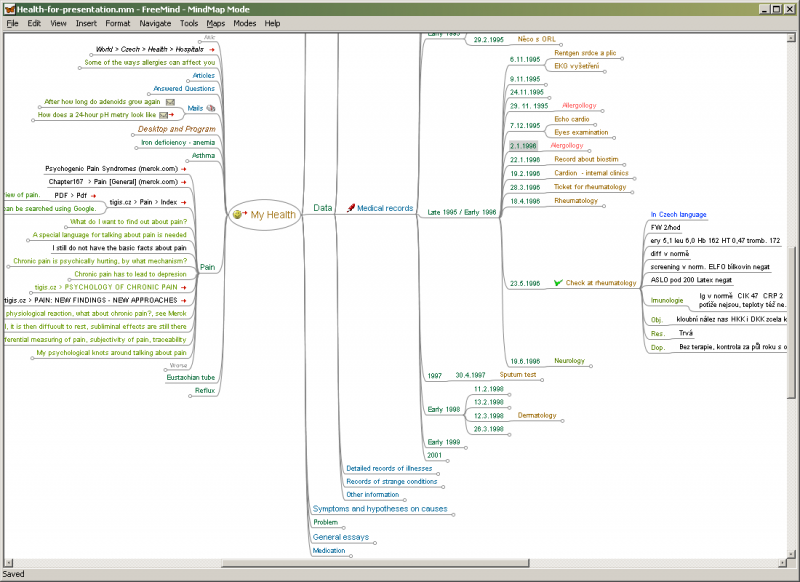 Health-for-presentation.mm - FreeMind - MindMap Mode
File Edit View Insert Format Navigate Tools Maps Modes Help
World > Czech > Health > Hospitals
Some of the ways allergies can affect you
Articles
Answered Questions
After how long do adenoids grow again
How does a 24-hour pH metry look like
Mails
Desktop and Program
Iron deficiency - anemia
Asthma
Psychogenic Pain Syndromes (merck.com)
Chapter167 > Pain [General] (merck.com)
view of pain.
PDF > Pdf
can be searched using Google.
tigis.cz > Pain > Index
What do I want to find out about pain?
A special language for talking about pain is needed
I still do not have the basic facts about pain
Chronic pain is psychically hurting, by what mechanism?
Chronic pain has to lead to depresion
tigis.cz > PSYCHOLOGY OF CHRONIC PAIN
tigis.cz > PAIN: NEW FINDINGS - NEW APPROACHES
physiological reaction, what about chronic pain?, see Merck
, it is then difficult to rest, subliminal effects are still there
ferential measuring of pain, subjectivity of pain, traceability
My psychological knots around talking about pain
Pain
Worse
Eustachian tube
Reflux
My Health
Data
Medical records
Early 1995
29.2.1995 Něco s ORL
Late 1995 / Early 1996
6.11.1995
Rentgen srdce a plic
EKG vyšetření
9.11.1995
24.11.1995
29. 11. 1995 Allergollogy
7.12.1995
Echo cardio
Eyes examination
2.1.1996 Alergollogy
22.1.1996 Record about biostim
19.2.1996 Cardion - internal clinics
28.3.1996 Ticket for rheumatology
18.4.1996 Rheumatology
23.5.1996 Check at rheumatology
In Czech language
FW 2/hod
ery 6,1 leu 6,0 Hb 162 HT 0,47 tromb. 172
diff v normě
screening v norm. ELFO bílkovin negat
ASLO pod 200 Latex negat
Imunologie
Ig v normě CIK 47 CRP 2
potíže nejsou, teploty též ne.
Obj. kloubní nález nas HKK i DKK zcela k
Res. Trvá
Dop. Bez terapie, kontrola za půl roku s o
19.6.1996 Neurology
1997 30.4.1997 Sputum test
Early 1998
11.2.1998
13.2.1998
12.3.1998 Dermatology
26.3.1998
Early 1999
2001
Detailed records of illnesses
Records of strange conditions
Other information
Symptoms and hypotheses on causes
Problem
General essays
Medication
Saved